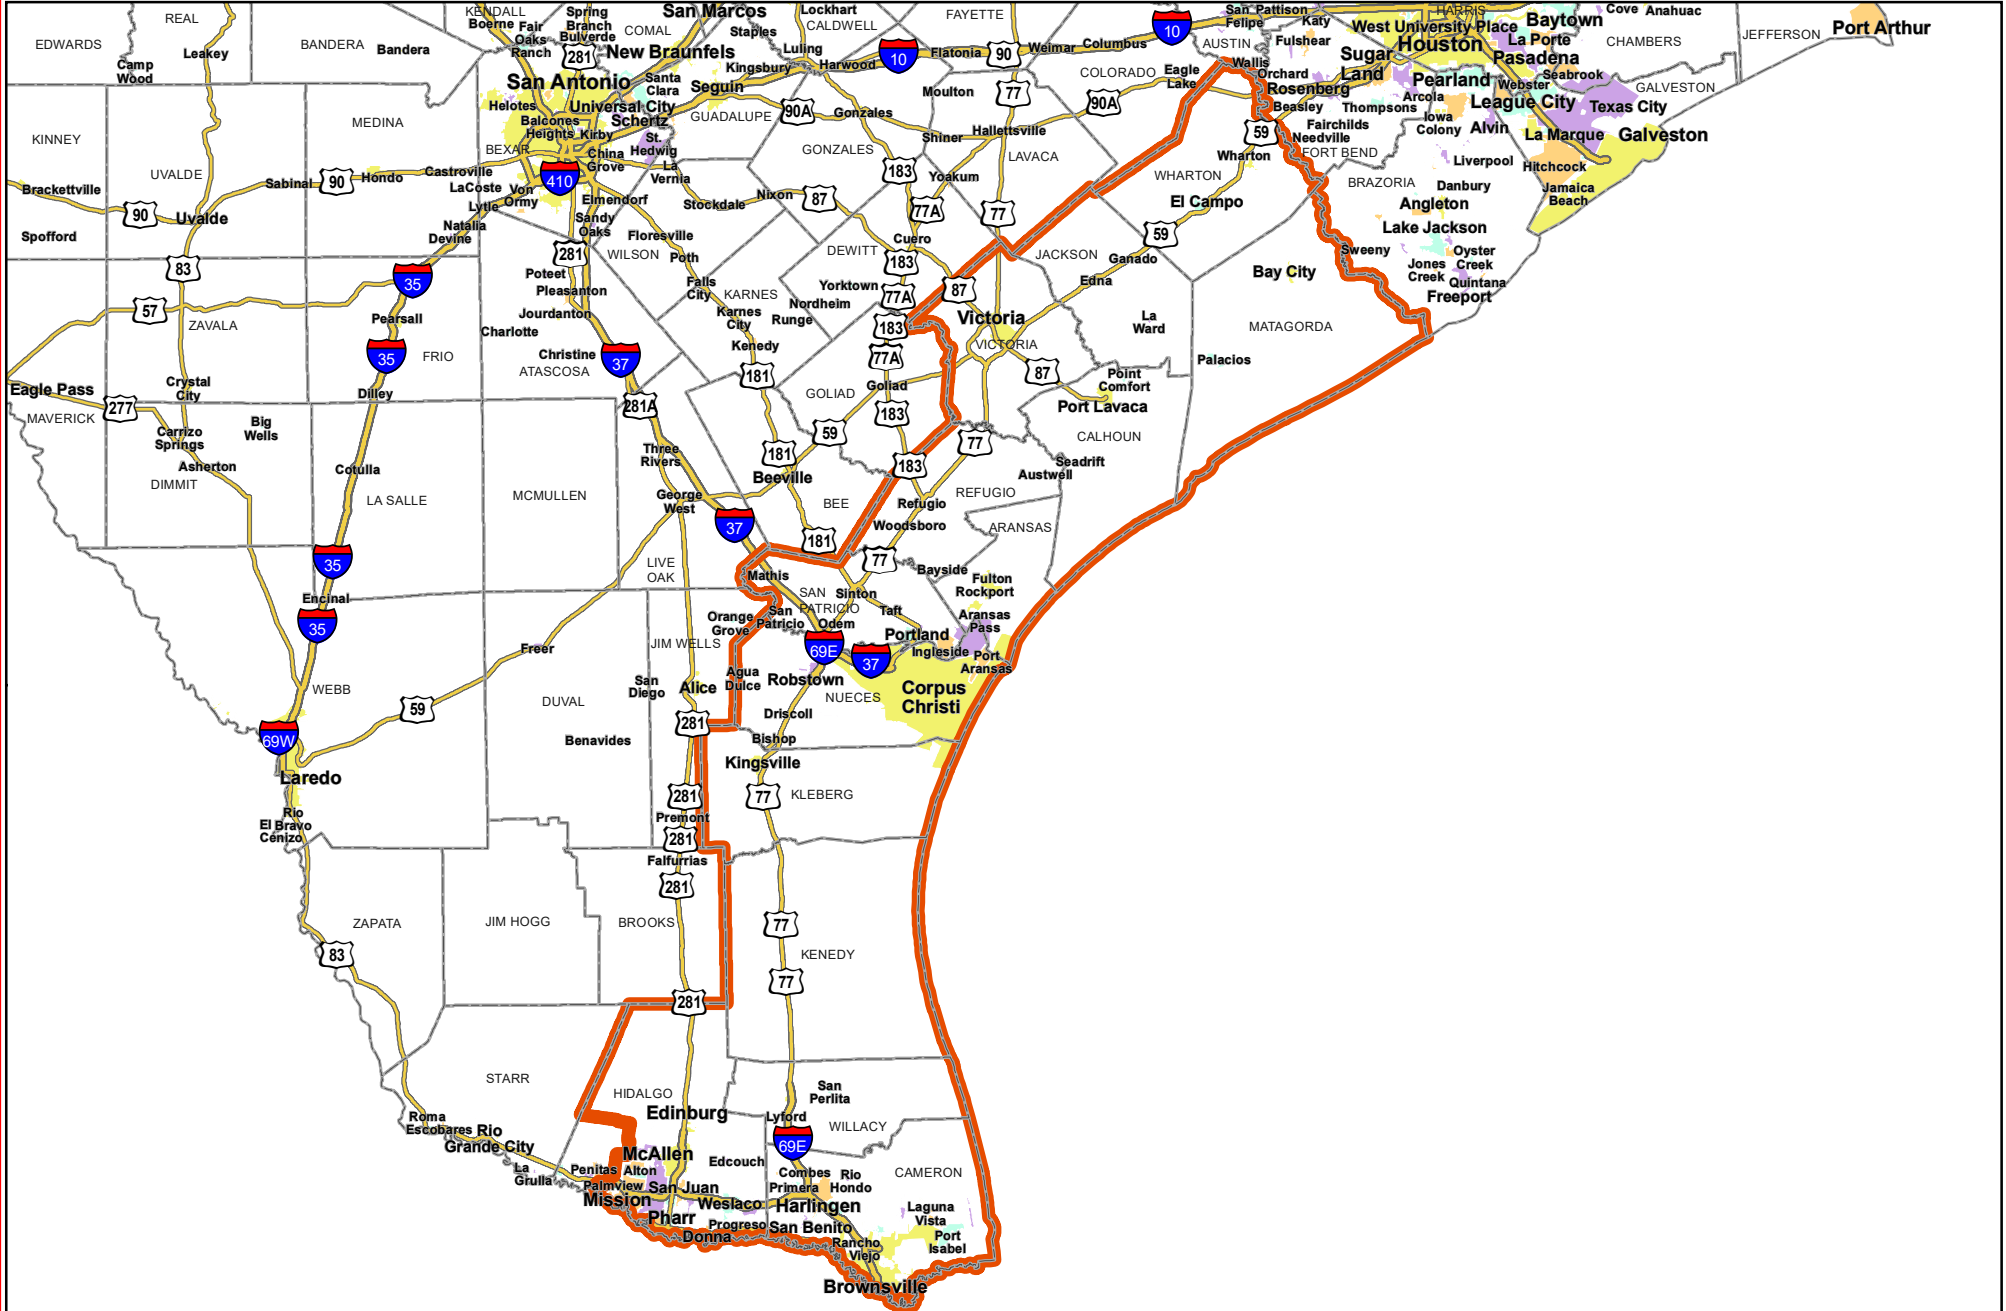 REAL
EDWARDS
Leakey
Camp
Wood
BANDERA
Bandera
KENDALL
Boerne
Fair
Oaks
Ranch
Spring
Branch
Bulverde
281
COMAL
San Marcos
New Braunfels
Staples
Lockhart
CALDWELL
Luling
Kingsbury
Harwood
10
Flatonia
FAYETTE
90
Weimar
Columbus
10
San
Felipe
Pattison
Katy
AUSTIN
Fulshear
HARRIS
West University Place
Houston
Baytown
La Porte
Pasadena
Cove
Anahuac
CHAMBERS
JEFFERSON
Port Arthur
San Antonio
Santa
Clara
Seguin
Helotes
Universal City
Schertz
Balcones
Heights
Kirby
GUADALUPE
90A
Gonzales
Moulton
77
COLORADO
90A
Eagle
Lake
Wallis
Orchard
Rosenberg
Sugar
Land
Pearland
Webster
Seabrook
GALVESTON
Beasley
Thompsons
Arcola
League City
Texas City
Iowa
Colony
Alvin
La Marque
Galveston
KINNEY
MEDINA
BEXAR
China
Grove
St.
Hedwig
La
Vernia
GONZALES
Shiner
Hallettsville
LAVACA
59
Fairchilds
Needville
FORT BEND
Wharton
Liverpool
Hitchcock
UVALDE
Sabinal
90
Hondo
Castroville
LaCoste
410
Von
Ormy
Lytle
Elmendorf
Sandy
Oaks
Stockdale
Nixon
87
183
Yoakum
77A
77
WHARTON
El Campo
BRAZORIA
Danbury
Angleton
Jamaica
Beach
Brackettville
90
Uvalde
Spofford
Natalia
Devine
Floresville
Poth
WILSON
Cuero
DEWITT
183
59
Lake Jackson
Sweeny
Oyster
Creek
Jones
Creek
Quintana
Freeport
83
35
281
Poteet
Pleasanton
Jourdanton
Charlotte
Falls
City
KARNES
Karnes
City
Runge
Nordheim
Yorktown
77A
87
JACKSON
Ganado
Edna
Bay City
57
ZAVALA
Pearsall
35
FRIO
Christine
ATASCOSA
37
Kenedy
181
183
77A
Goliad
GOLIAD
183
Victoria
VICTORIA
La
Ward
MATAGORDA
Palacios
87
Point
Comfort
Port Lavaca
CALHOUN
Eagle Pass
277
MAVERICK
Crystal
City
Carrizo
Springs
Asherton
DIMMIT
Big
Wells
Dilley
Cotulla
LA SALLE
MCMULLEN
281A
Three
Rivers
George
West
59
181
Beeville
BEE
183
77
Refugio
REFUGIO
Seadrift
Austwell
Woodsboro
ARANSAS
37
181
77
Bayside
LIVE
OAK
Mathis
SAN
PATRICIO
Sinton
Taft
Fulton
Rockport
Aransas
Pass
35
Encinal
35
Orange
Grove
San
Patricio
Odem
69E
37
Portland
Ingleside
Port
Aransas
Freer
JIM WELLS
WEBB
59
69W
Laredo
DUVAL
San
Diego
Alice
Agua
Dulce
Robstown
NUECES
Corpus
Christi
Benavides
281
Driscoll
Bishop
Kingsville
281
77
KLEBERG
Premont
281
Rio
Bravo
El
Cenizo
Falfurrias
281
ZAPATA
JIM HOGG
BROOKS
83
77
KENEDY
77
281
STARR
HIDALGO
Edinburg
San
Perlita
Lyford
WILLACY
69E
Roma
Escobares
Rio
Grande City
La
Grulla
Penitas
Alton
McAllen
Edcouch
Palmview
Mission
San Juan
Pharr
Weslaco
Donna
Progreso
Combes
Primera
Rio
Hondo
Harlingen
San Benito
CAMERON
Laguna
Vista
Port
Isabel
Rancho
Viejo
Brownsville